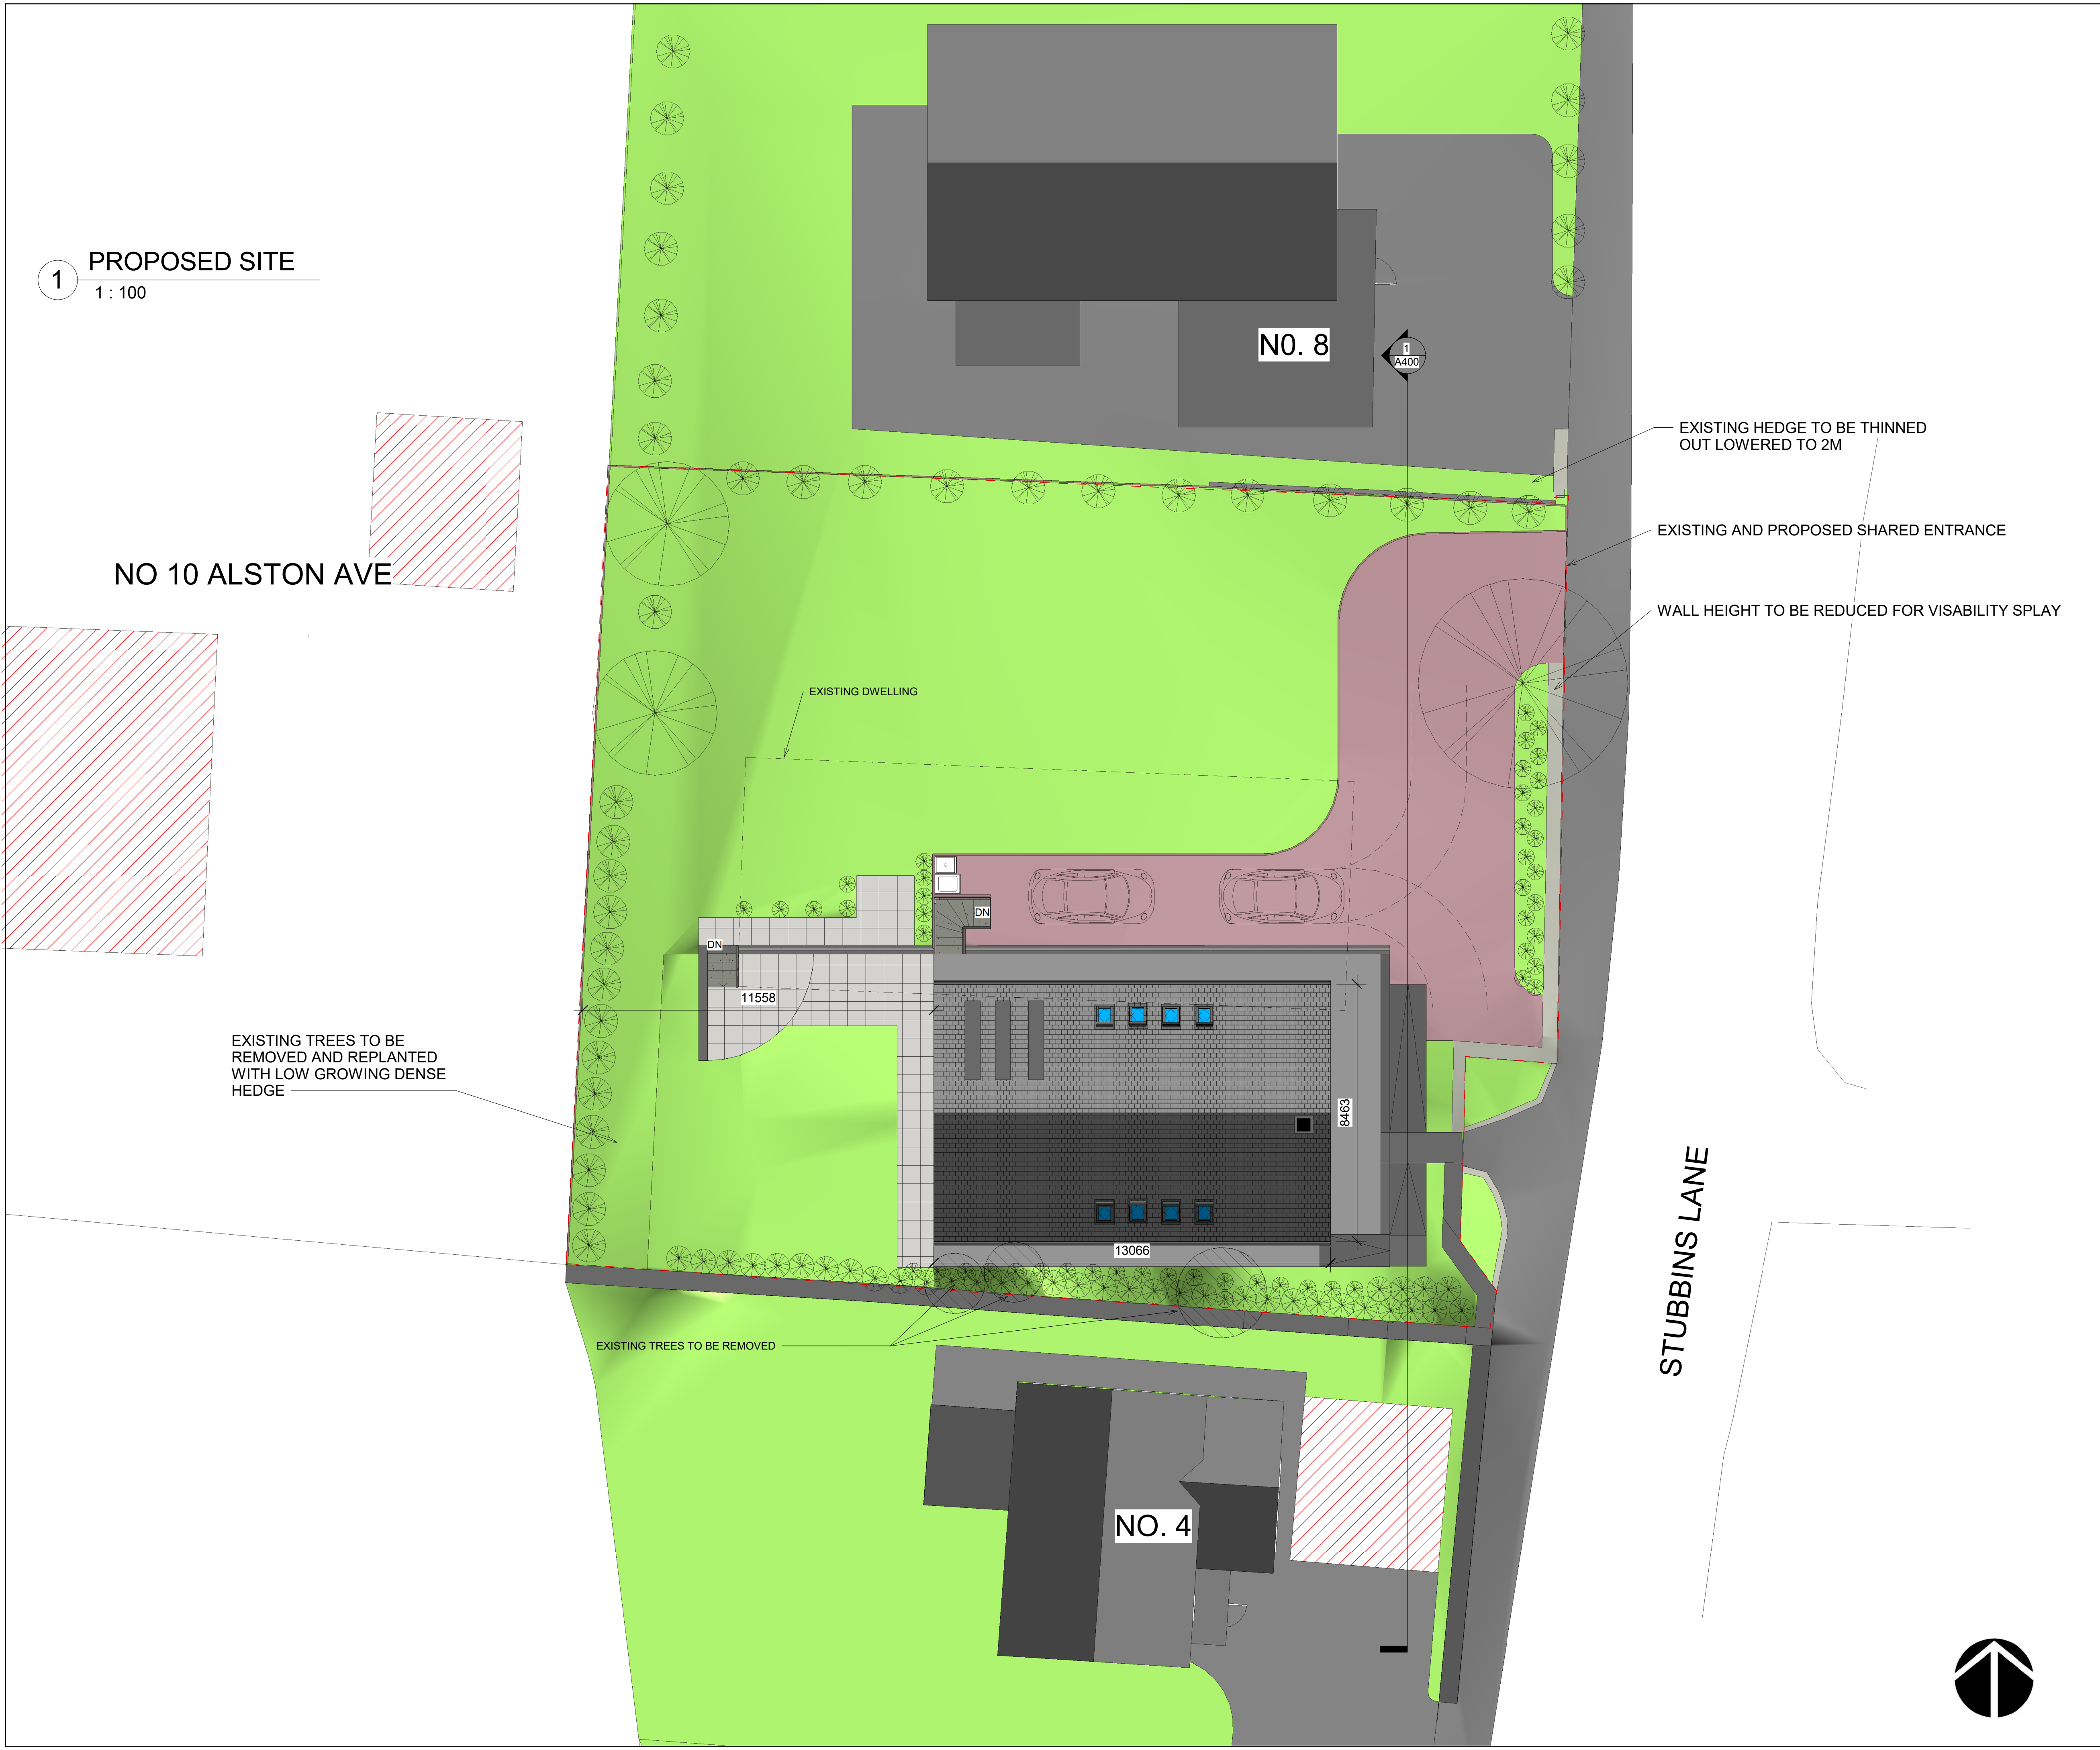 1
PROPOSED SITE
1 : 100
N0. 8
1
A400
EXISTING HEDGE TO BE THINNED
OUT LOWERED TO 2M
EXISTING AND PROPOSED SHARED ENTRANCE
NO 10 ALSTON AVE
WALL HEIGHT TO BE REDUCED FOR VISABILITY SPLAY
EXISTING DWELLING
DN
DN
11558
EXISTING TREES TO BE
REMOVED AND REPLANTED
WITH LOW GROWING DENSE
HEDGE
8463
13066
STUBBINS LANE
EXISTING TREES TO BE REMOVED
NO. 4